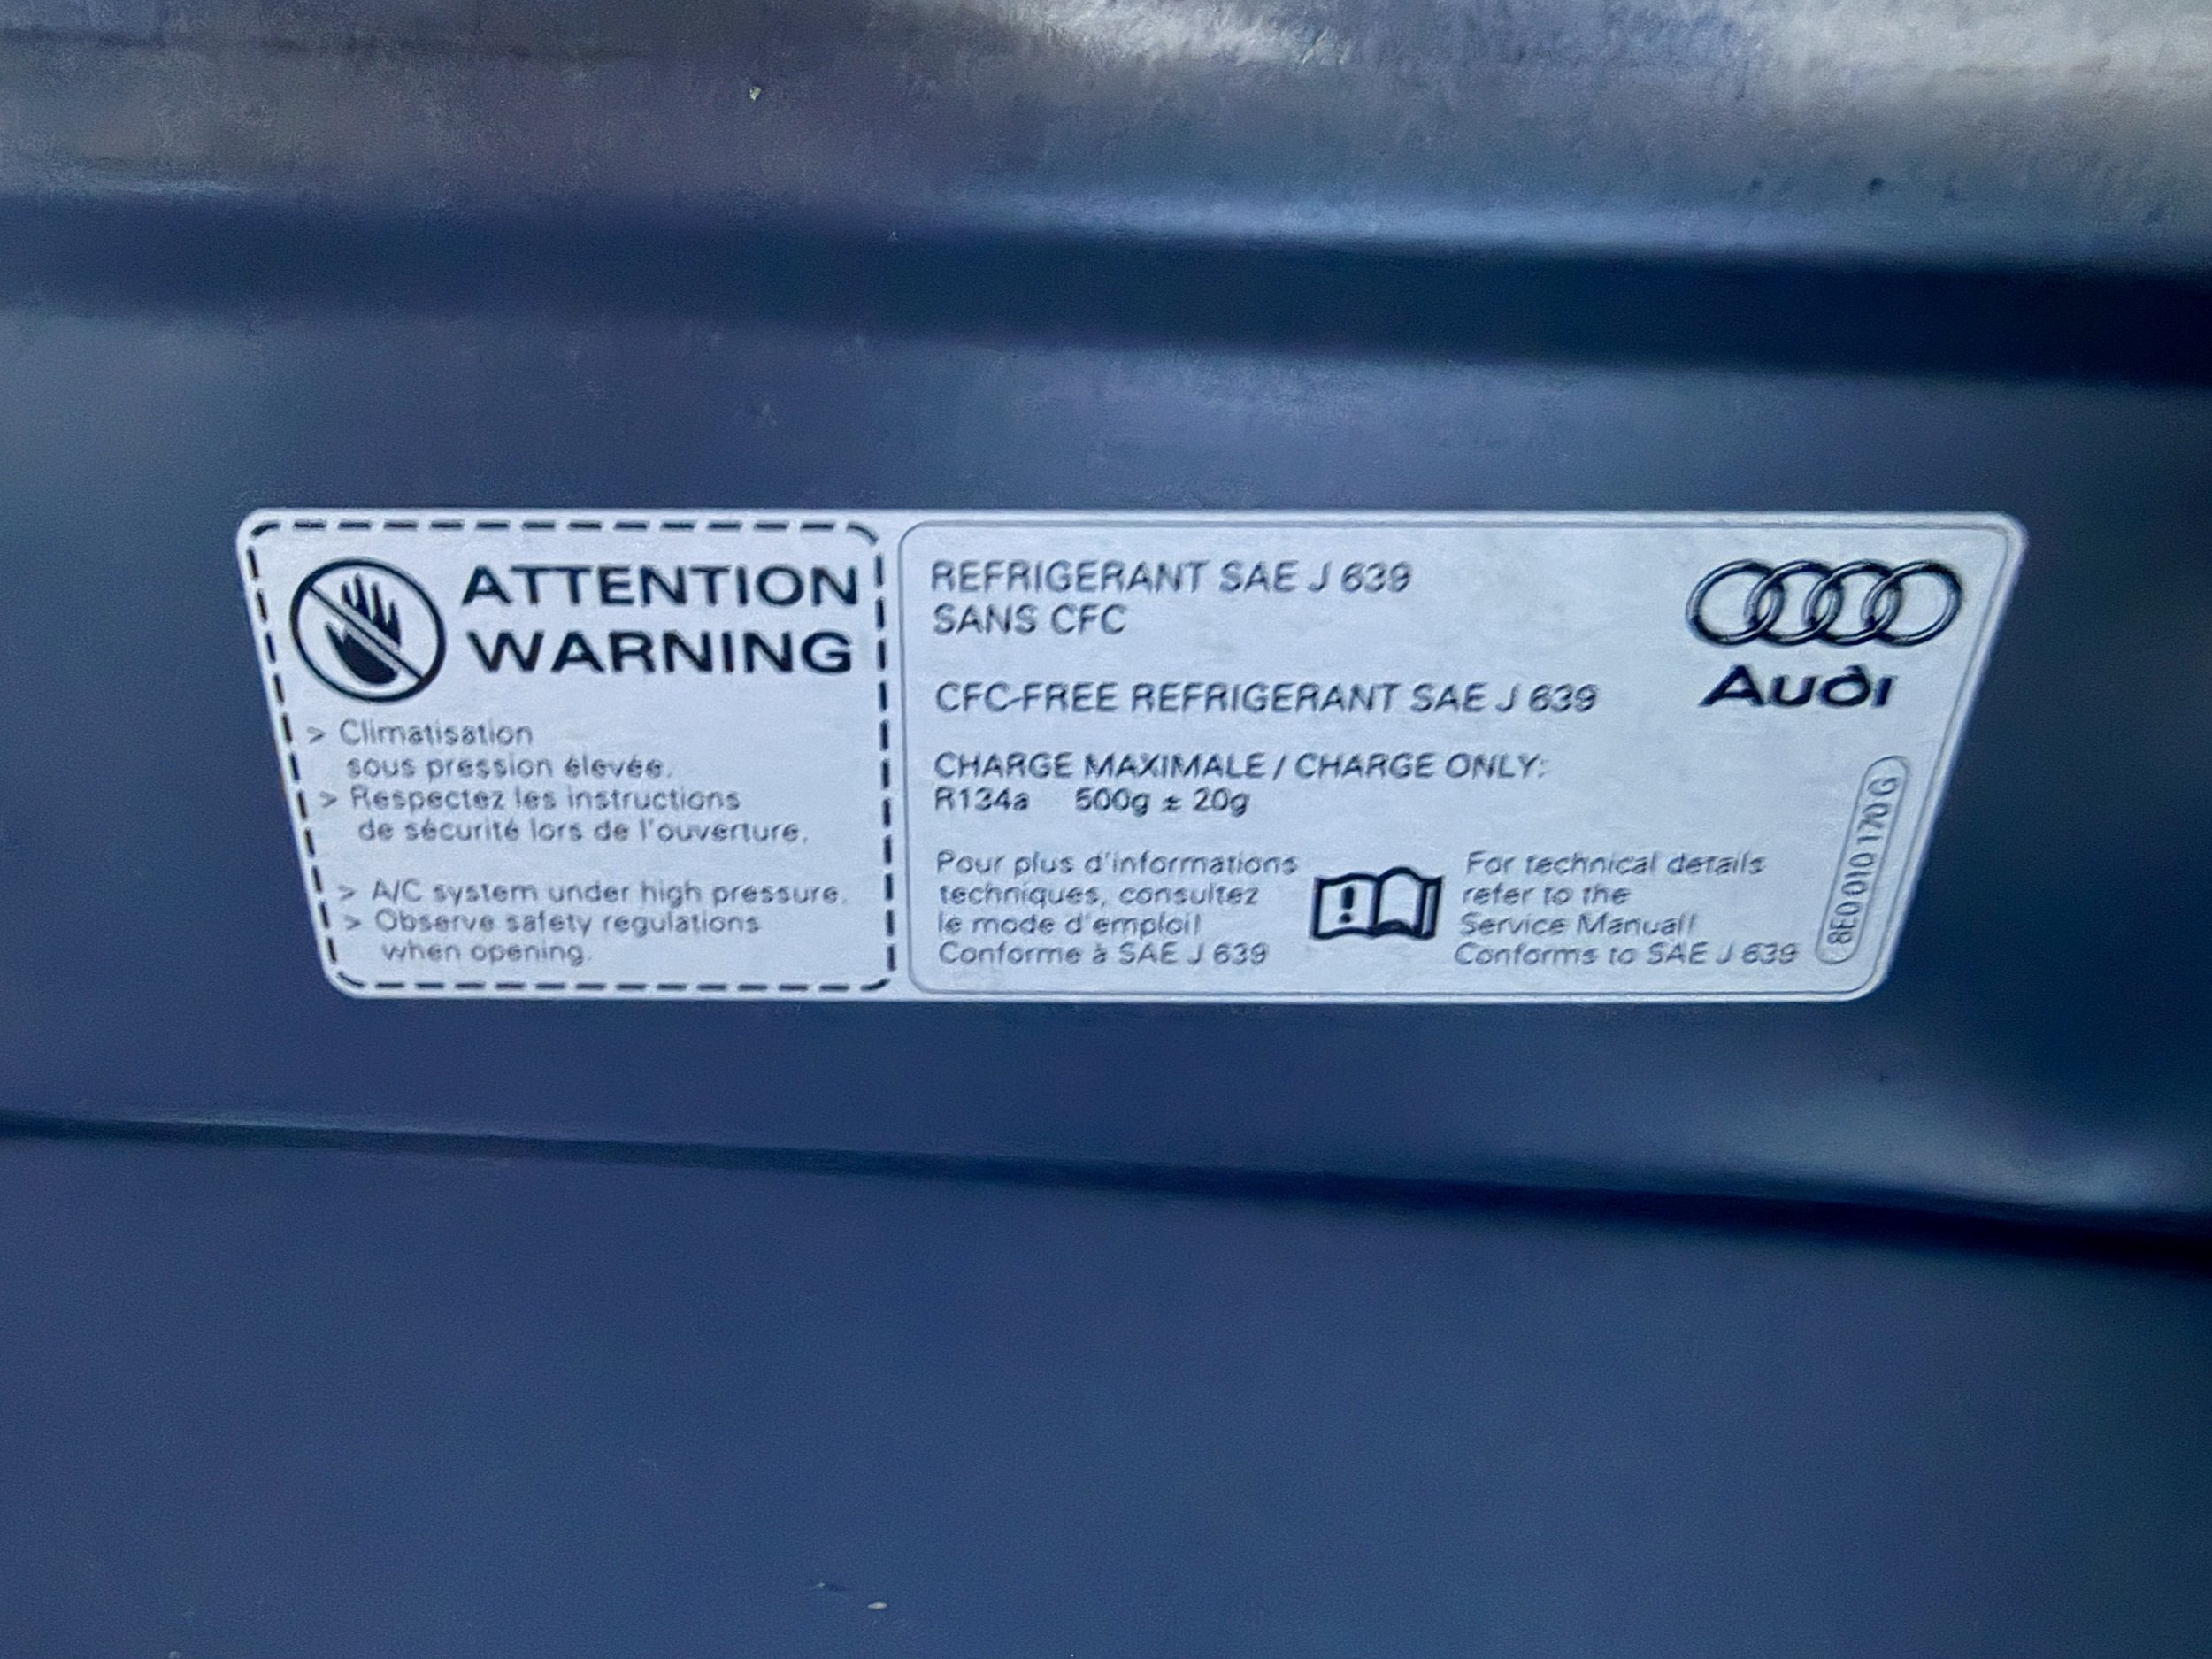 ATTENTION
WARNING
> Climatisation
sous pression élevée.
> Respectez les instructions
de sécurité lors de l'ouverture.
> A/C system under high pressure.
> Observe safety regulations
when opening.
REFRIGERANT SAE J 639
SANS CFC
CFC-FREE REFRIGERANT SAE J 639
CHARGE MAXIMALE / CHARGE ONLY:
R134a 500g ± 20g
Pour plus d'informations
techniques, consultez
le mode d'emploi!
Conforme à SAE J 639
For technical details
refer to the
Service Manual!
Conforms to SAE J 639
Audi
8E0 010 170 G